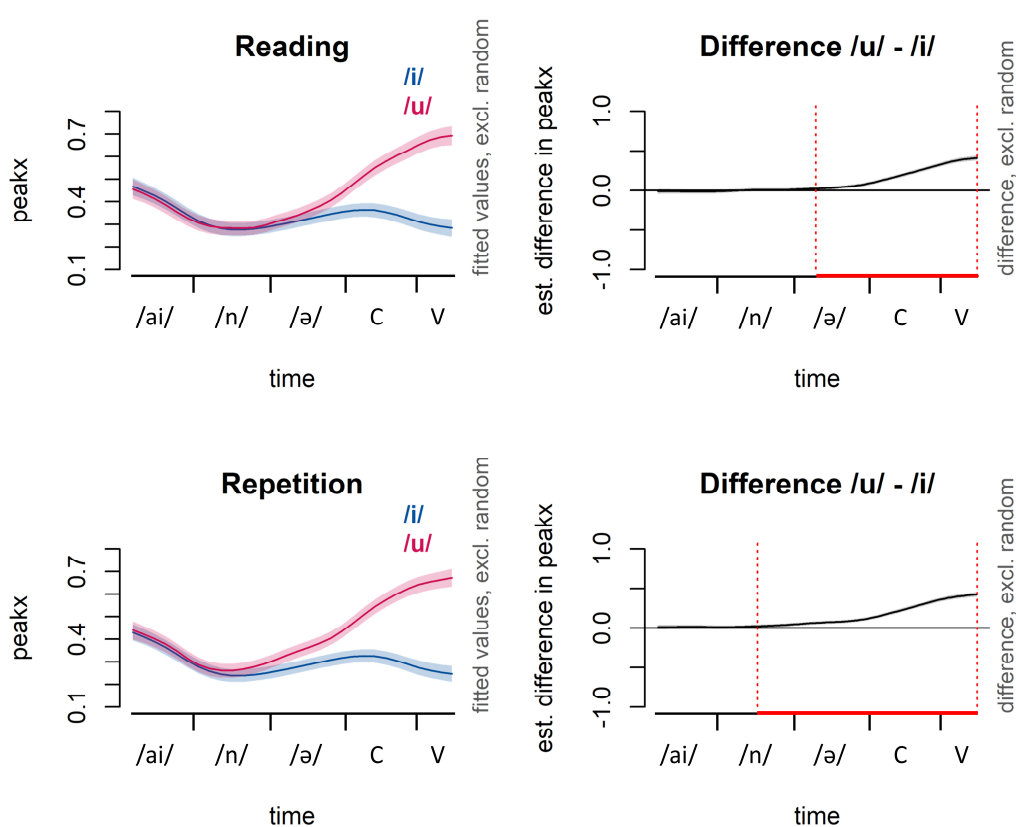 Reading
/i/
/u/
peakx
0.7
0.4
0.1
fitted values, excl. random
/ai/ /n/ /ə/ C V
time
Difference /u/ - /i/
est. difference in peakx
1.0
0.0
-1.0
difference, excl. random
/ai/ /n/ /ə/ C V
time
Repetition
/i/
/u/
peakx
0.7
0.4
0.1
fitted values, excl. random
/ai/ /n/ /ə/ C V
time
Difference /u/ - /i/
est. difference in peakx
1.0
0.0
-1.0
difference, excl. random
/ai/ /n/ /ə/ C V
time